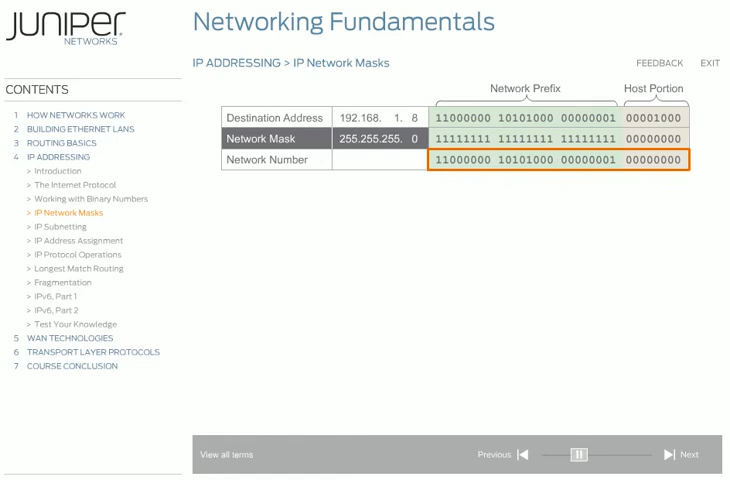 JUNIPER
NETWORKS
Networking Fundamentals
IP ADDRESSING > IP Network Masks
FEEDBACK EXIT
CONTENTS
1 HOW NETWORKS WORK
2 BUILDING ETHERNET LANS
3 ROUTING BASICS
4 IP ADDRESSING
> Introduction
> The Internet Protocol
> Working with Binary Numbers
> IP Network Masks
> IP Subnetting
> IP Address Assignment
> IP Protocol Operations
> Longest Match Routing
> Fragmentation
> IPv6, Part 1
> IPv6, Part 2
> Test Your Knowledge
5 WAN TECHNOLOGIES
6 TRANSPORT LAYER PROTOCOLS
7 COURSE CONCLUSION
Network Prefix Host Portion
Destination Address 192.168. 1. 8 11000000 10101000 00000001 00001000
Network Mask 255.255.255. 0 11111111 11111111 11111111 00000000
Network Number 11000000 10101000 00000001 00000000
View all terms Previous Next